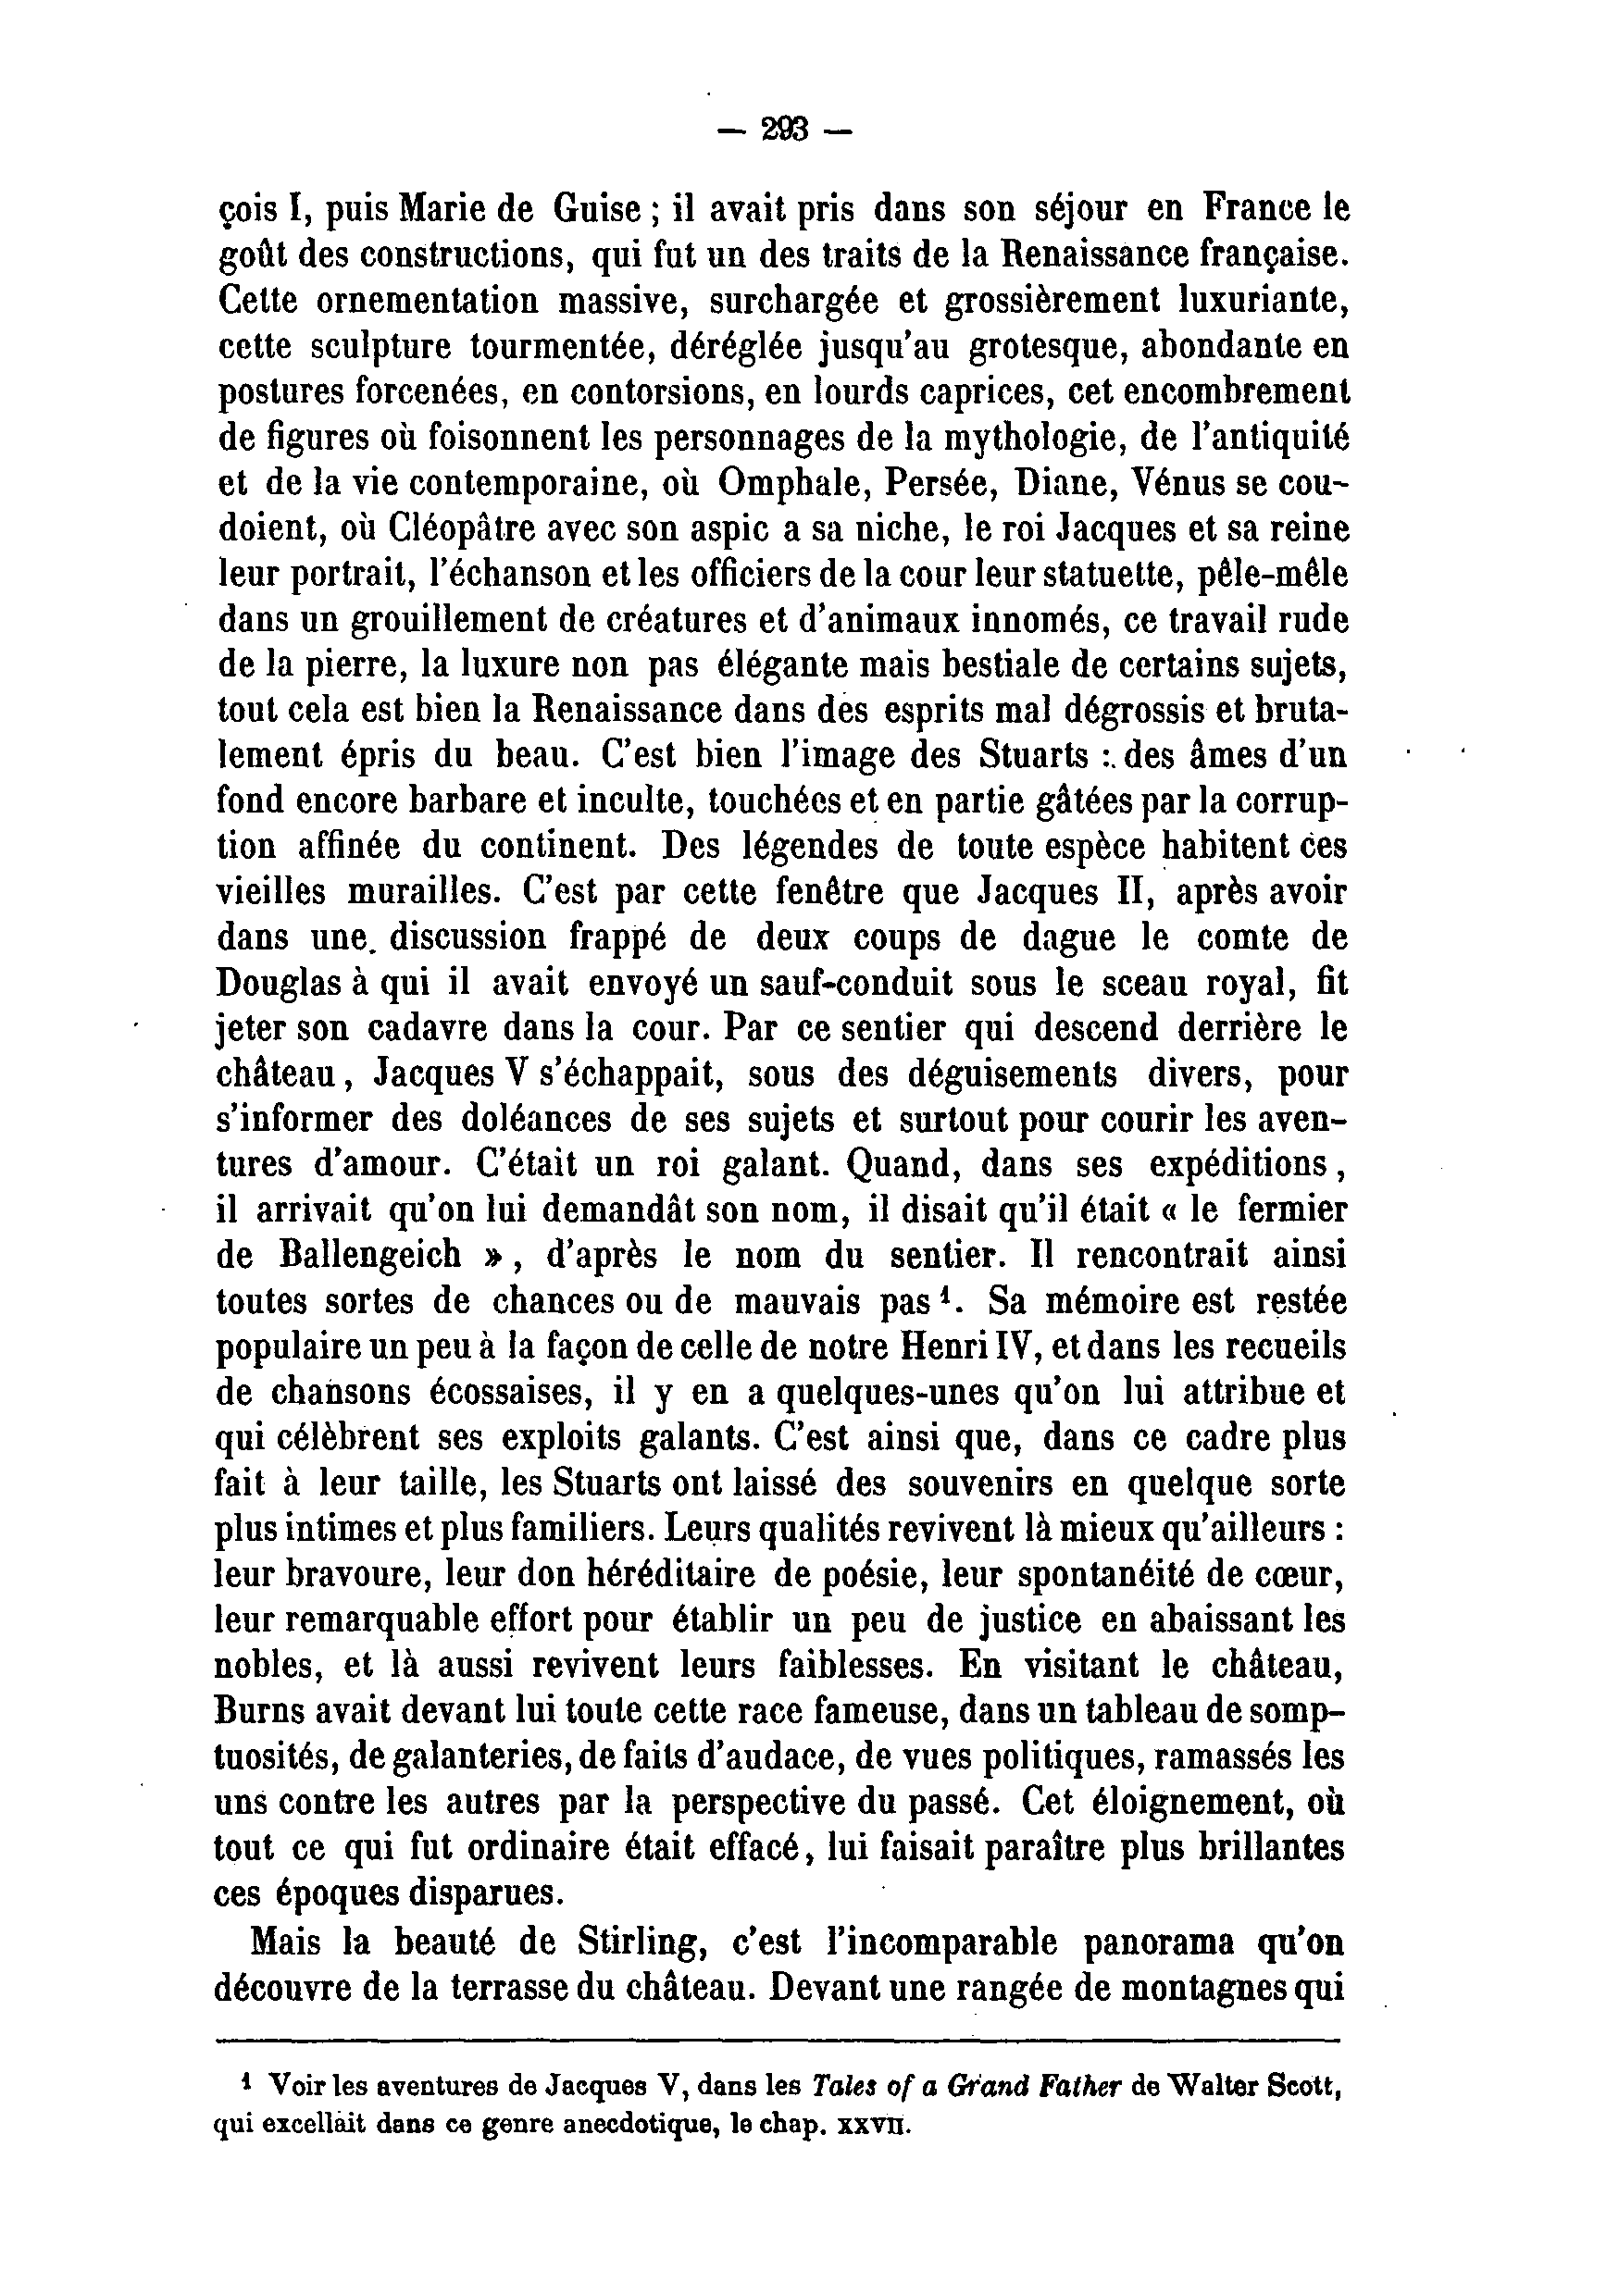 — 293 —
çois I, puis Marie de Guise ; il avait pris dans son séjour en France le
goût des constructions, qui fut un des traits de la Renaissance française.
Cette ornementation massive, surchargée et grossièrement luxuriante,
cette sculpture tourmentée, déréglée jusqu'au grotesque, abondante en
postures forcenées, en contorsions, en lourds caprices, cet encombrement
de figures où foisonnent les personnages de la mythologie, de l'antiquité
et de la vie contemporaine, où Omphale, Persée, Diane, Vénus se cou-
doient, où Cléopâtre avec son aspic a sa niche, le roi Jacques et sa reine
leur portrait, l'échanson et les officiers de la cour leur statuette, pêle-mêle
dans un grouillement de créatures et d'animaux innomés, ce travail rude
de la pierre, la luxure non pas élégante mais bestiale de certains sujets,
tout cela est bien la Renaissance dans des esprits mal dégrossis et bruta-
lement épris du beau. C'est bien l'image des Stuarts : des âmes d'un
fond encore barbare et inculte, touchées et en partie gâtées par la corrup-
tion affinée du continent. Des légendes de toute espèce habitent ces
vieilles murailles. C'est par cette fenêtre que Jacques II, après avoir
dans une discussion frappé de deux coups de dague le comte de
Douglas à qui il avait envoyé un sauf-conduit sous le sceau royal, fit
jeter son cadavre dans la cour. Par ce sentier qui descend derrière le
château, Jacques V s'échappait, sous des déguisements divers, pour
s'informer des doléances de ses sujets et surtout pour courir les aven-
tures d'amour. C'était un roi galant. Quand, dans ses expéditions,
il arrivait qu'on lui demandât son nom, il disait qu'il était « le fermier
de Ballengeich », d'après le nom du sentier. Il rencontrait ainsi
toutes sortes de chances ou de mauvais pas ¹. Sa mémoire est restée
populaire un peu à la façon de celle de notre Henri IV, et dans les recueils
de chansons écossaises, il y en a quelques-unes qu'on lui attribue et
qui célèbrent ses exploits galants. C'est ainsi que, dans ce cadre plus
fait à leur taille, les Stuarts ont laissé des souvenirs en quelque sorte
plus intimes et plus familiers. Leurs qualités revivent là mieux qu'ailleurs :
leur bravoure, leur don héréditaire de poésie, leur spontanéité de cœur,
leur remarquable effort pour établir un peu de justice en abaissant les
nobles, et là aussi revivent leurs faiblesses. En visitant le château,
Burns avait devant lui toute cette race fameuse, dans un tableau de somp-
tuosités, de galanteries, de faits d'audace, de vues politiques, ramassés les
uns contre les autres par la perspective du passé. Cet éloignement, où
tout ce qui fut ordinaire était effacé, lui faisait paraître plus brillantes
ces époques disparues.
Mais la beauté de Stirling, c'est l'incomparable panorama qu'on
découvre de la terrasse du château. Devant une rangée de montagnes qui
¹ Voir les aventures de Jacques V, dans les Tales of a Grand Father de Walter Scott,
qui excellait dans ce genre anecdotique, le chap. XXVII.